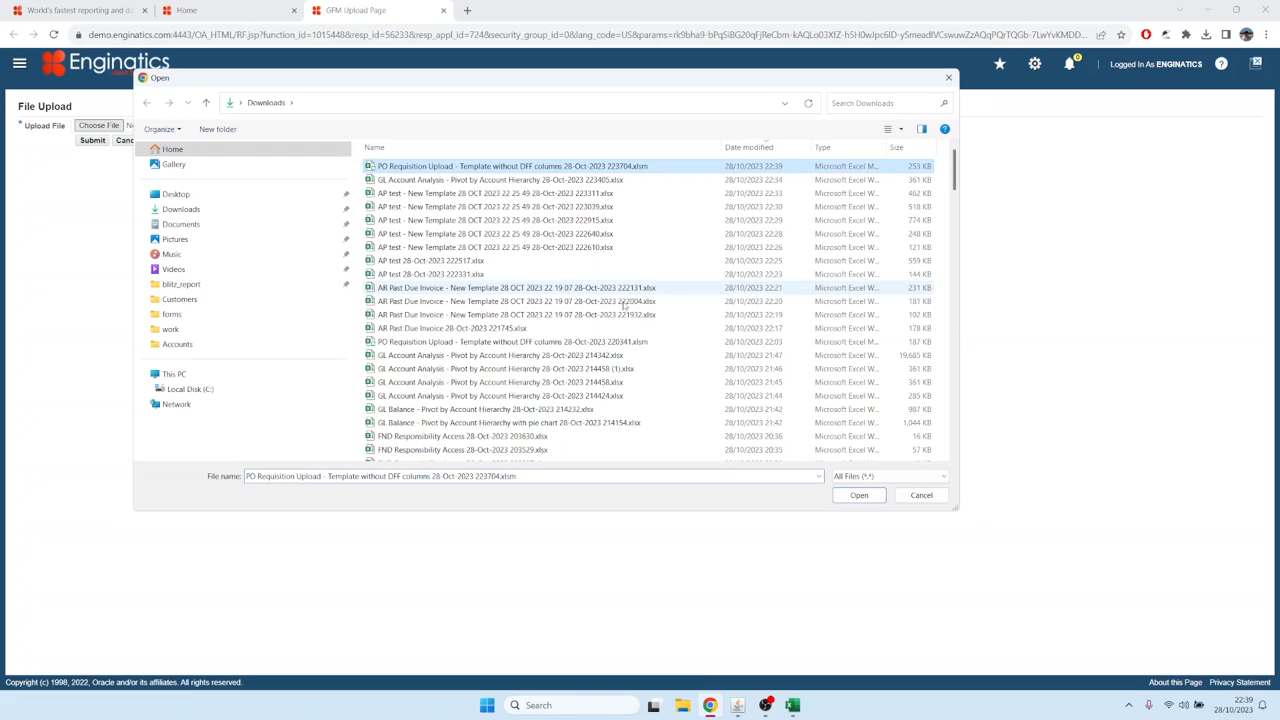 World's fastest reporting and da
Home
GFM Upload Page
Enginatics
Logged In As ENGINATICS
File Upload
* Upload File Choose File
Submit
Open
Downloads
Search Downloads
Organize
New folder
Name Date modified Type Size
Home
Gallery
Desktop
Downloads
Documents
Pictures
Music
Videos
blitz_report
Customers
forms
work
Accounts
This PC
Local Disk (C:)
Network
PO Requisition Upload - Template without DFF columns 28-Oct-2023 223704.xlsm 28/10/2023 22:39 Microsoft Excel M... 253 KB
GL Account Analysis - Pivot by Account Hierarchy 28-Oct-2023 223405.xlsx 28/10/2023 22:34 Microsoft Excel W... 361 KB
AP test - New Template 28 OCT 2023 22 25 49 28-Oct-2023 223311.xlsx 28/10/2023 22:33 Microsoft Excel W... 462 KB
AP test - New Template 28 OCT 2023 22 25 49 28-Oct-2023 223039.xlsx 28/10/2023 22:30 Microsoft Excel W... 518 KB
AP test - New Template 28 OCT 2023 22 25 49 28-Oct-2023 222915.xlsx 28/10/2023 22:29 Microsoft Excel W... 774 KB
AP test - New Template 28 OCT 2023 22 25 49 28-Oct-2023 222640.xlsx 28/10/2023 22:28 Microsoft Excel W... 248 KB
AP test - New Template 28 OCT 2023 22 25 49 28-Oct-2023 222610.xlsx 28/10/2023 22:26 Microsoft Excel W... 121 KB
AP test 28-Oct-2023 222517.xlsx 28/10/2023 22:25 Microsoft Excel W... 559 KB
AP test 28-Oct-2023 222331.xlsx 28/10/2023 22:23 Microsoft Excel W... 144 KB
AR Past Due Invoice - New Template 28 OCT 2023 22 19 07 28-Oct-2023 222131.xlsx 28/10/2023 22:21 Microsoft Excel W... 231 KB
AR Past Due Invoice - New Template 28 OCT 2023 22 19 07 28-Oct-2023 222004.xlsx 28/10/2023 22:20 Microsoft Excel W... 181 KB
AR Past Due Invoice - New Template 28 OCT 2023 22 19 07 28-Oct-2023 221932.xlsx 28/10/2023 22:19 Microsoft Excel W... 102 KB
AR Past Due Invoice 28-Oct-2023 221745.xlsx 28/10/2023 22:17 Microsoft Excel W... 178 KB
PO Requisition Upload - Template without DFF columns 28-Oct-2023 220341.xlsm 28/10/2023 22:03 Microsoft Excel M... 187 KB
GL Account Analysis - Pivot by Account Hierarchy 28-Oct-2023 214342.xlsx 28/10/2023 21:47 Microsoft Excel W... 19,685 KB
GL Account Analysis - Pivot by Account Hierarchy 28-Oct-2023 214458 (1).xlsx 28/10/2023 21:46 Microsoft Excel W... 361 KB
GL Account Analysis - Pivot by Account Hierarchy 28-Oct-2023 214458.xlsx 28/10/2023 21:45 Microsoft Excel W... 361 KB
GL Account Analysis - Pivot by Account Hierarchy 28-Oct-2023 214424.xlsx 28/10/2023 21:44 Microsoft Excel W... 285 KB
GL Balance - Pivot by Account Hierarchy 28-Oct-2023 214232.xlsx 28/10/2023 21:42 Microsoft Excel W... 987 KB
GL Balance - Pivot by Account Hierarchy with pie chart 28-Oct-2023 214154.xlsx 28/10/2023 21:42 Microsoft Excel W... 1,044 KB
FND Responsibility Access 28-Oct-2023 203630.xlsx 28/10/2023 20:36 Microsoft Excel W... 16 KB
FND Responsibility Access 28-Oct-2023 203529.xlsx 28/10/2023 20:35 Microsoft Excel W... 57 KB
File name: PO Requisition Upload - Template without DFF columns 28-Oct-2023 223704.xlsm All Files (*.*)
Open Cancel
Copyright (c) 1998, 2022, Oracle and/or its affiliates. All rights reserved.
About this Page Privacy Statement
Search
22:39
28/10/2023